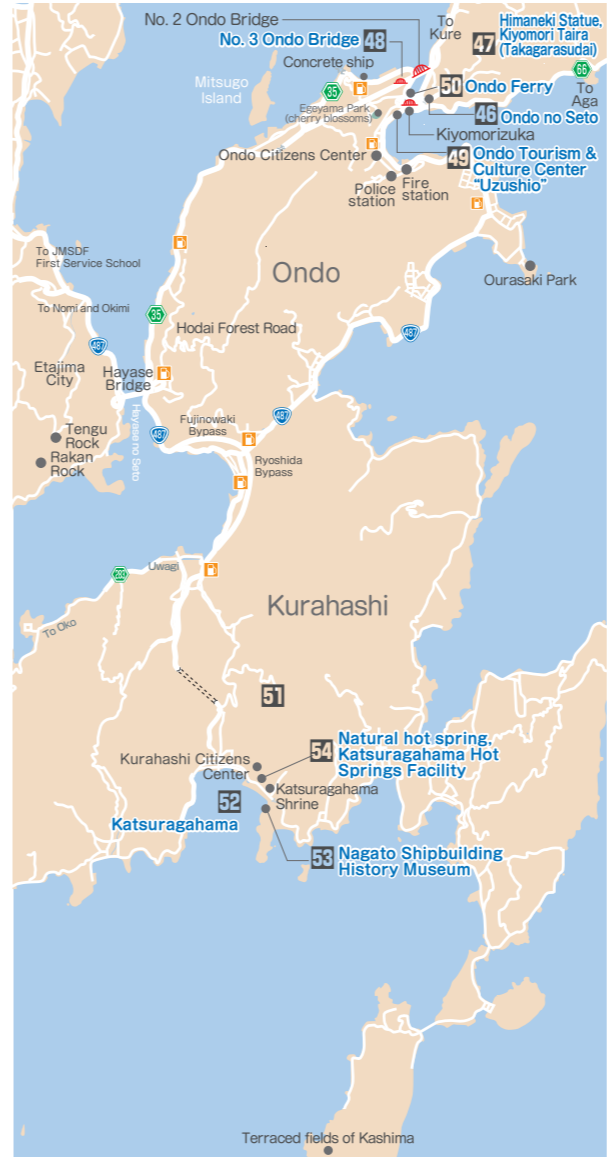 No. 2 Ondo Bridge
To
Kure
47
Himaneki Statue,
Kiyomori Taira
(Takagarasudai)
No. 3 Ondo Bridge 48
Concrete ship
66
To
Aga
Mitsugo
Island
35
50 Ondo Ferry
Egeyama Park
(cherry blossoms)
46 Ondo no Seto
Kiyomorizuka
Ondo Citizens Center
49 Ondo Tourism &
Culture Center
"Uzushio"
Police
station
Fire
station
To JMSDF
First Service School
Ondo
Ourasaki Park
To Nomi and Okimi
35
Hodai Forest Road
487
487
Etajima
City
Hayase
Bridge
Hayase no Seto
487
Fujinowaki
Bypass
487
Tengu
Rock
Rakan
Rock
Ryoshida
Bypass
Uwagi
283
To Oko
Kurahashi
51
54
Natural hot spring,
Katsuragahama Hot
Springs Facility
Kurahashi Citizens
Center
Katsuragahama
Shrine
52
Katsuragahama
53 Nagato Shipbuilding
History Museum
Terraced fields of Kashima